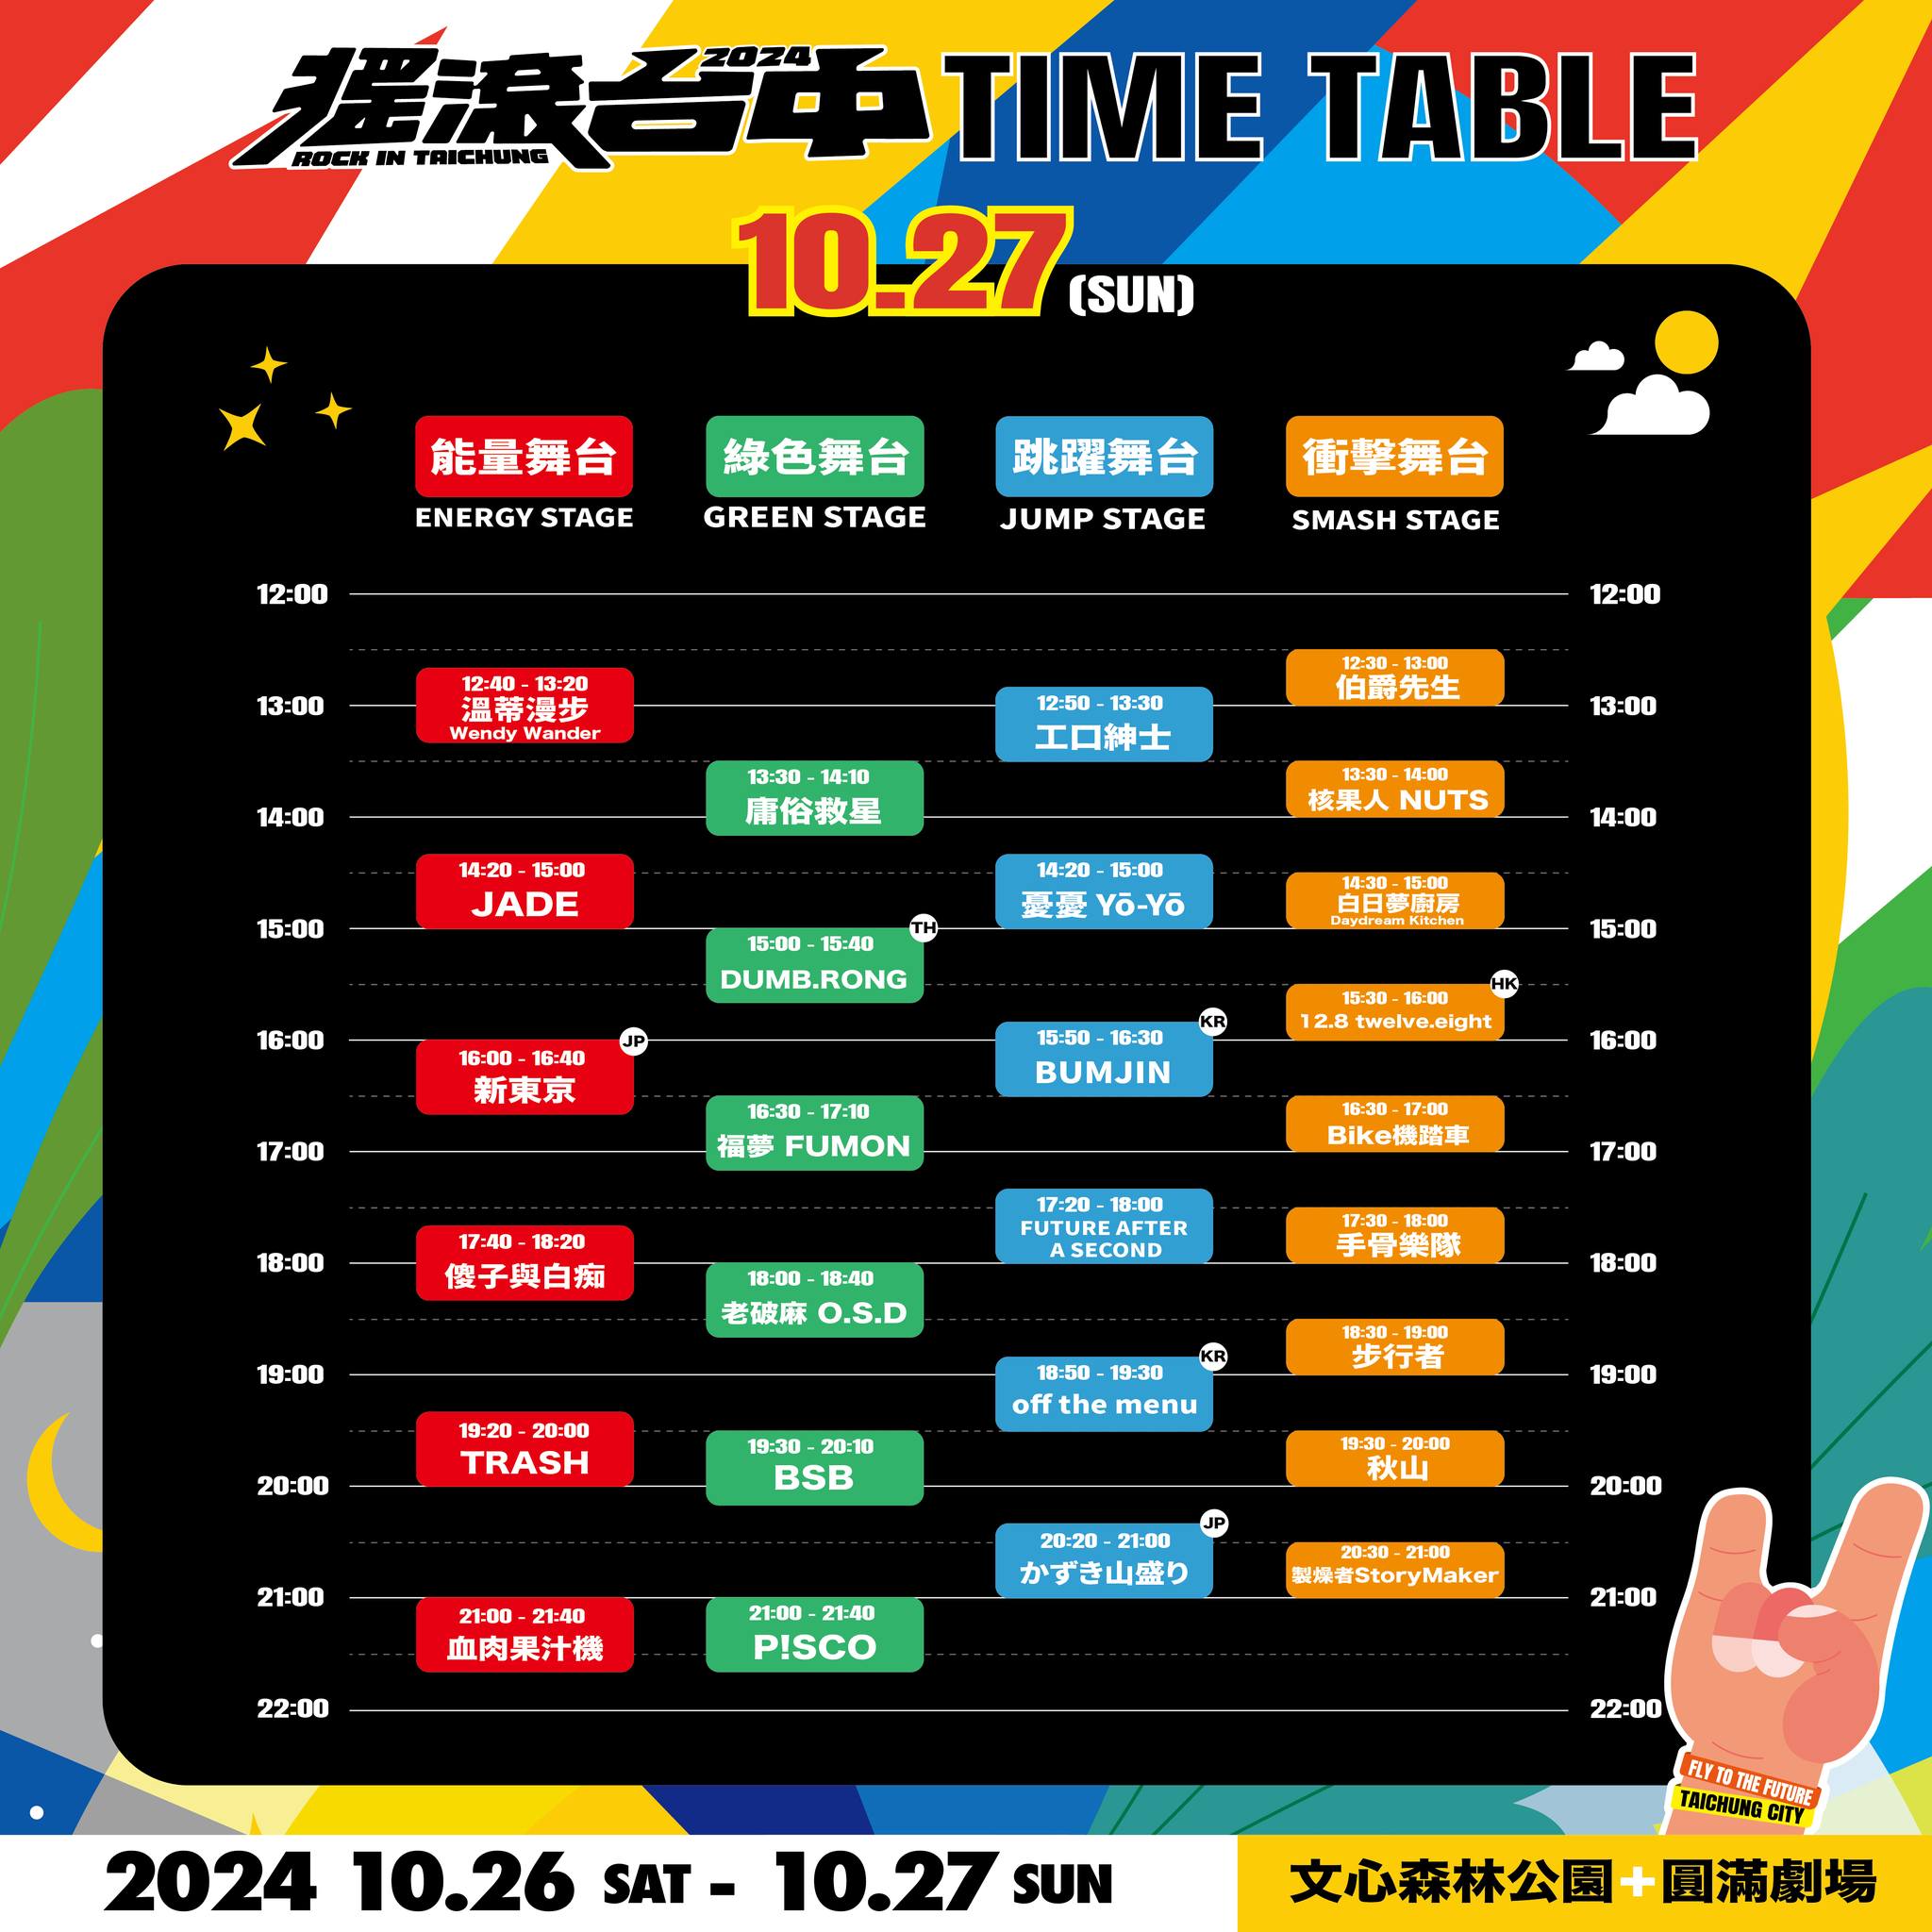 搖滾台中
2024
ROCK IN TAICHUNG
TIME TABLE
10.27
(SUN)
能量舞台
ENERGY STAGE
綠色舞台
GREEN STAGE
跳躍舞台
JUMP STAGE
衝擊舞台
SMASH STAGE
12:00
12:00
12:30 - 13:00
伯爵先生
12:40 - 13:20
溫蒂漫步
Wendy Wander
12:50 - 13:30
工口紳士
13:00
13:00
13:30 - 14:10
庸俗救星
13:30 - 14:00
核果人 NUTS
14:00
14:00
14:20 - 15:00
JADE
14:20 - 15:00
憂憂 Yō-Yō
14:30 - 15:00
白日夢廚房
Daydream Kitchen
15:00
15:00
TH
15:00 - 15:40
DUMB.RONG
HK
15:30 - 16:00
12.8 twelve.eight
KR
15:50 - 16:30
BUMJIN
16:00
16:00
JP
16:00 - 16:40
新東京
16:30 - 17:10
福夢 FUMON
16:30 - 17:00
Bike機踏車
17:00
17:00
17:20 - 18:00
FUTURE AFTER
A SECOND
17:30 - 18:00
手骨樂隊
17:40 - 18:20
傻子與白痴
18:00
18:00
18:00 - 18:40
老破麻 O.S.D
18:30 - 19:00
步行者
KR
18:50 - 19:30
off the menu
19:00
19:00
19:20 - 20:00
TRASH
19:30 - 20:10
BSB
19:30 - 20:00
秋山
20:00
20:00
JP
20:20 - 21:00
かずき山盛り
20:30 - 21:00
製燥者StoryMaker
21:00
21:00
21:00 - 21:40
血肉果汁機
21:00 - 21:40
P!SCO
22:00
22:00
FLY TO THE FUTURE
TAICHUNG CITY
2024 10.26 SAT - 10.27 SUN
文心森林公園+圓滿劇場